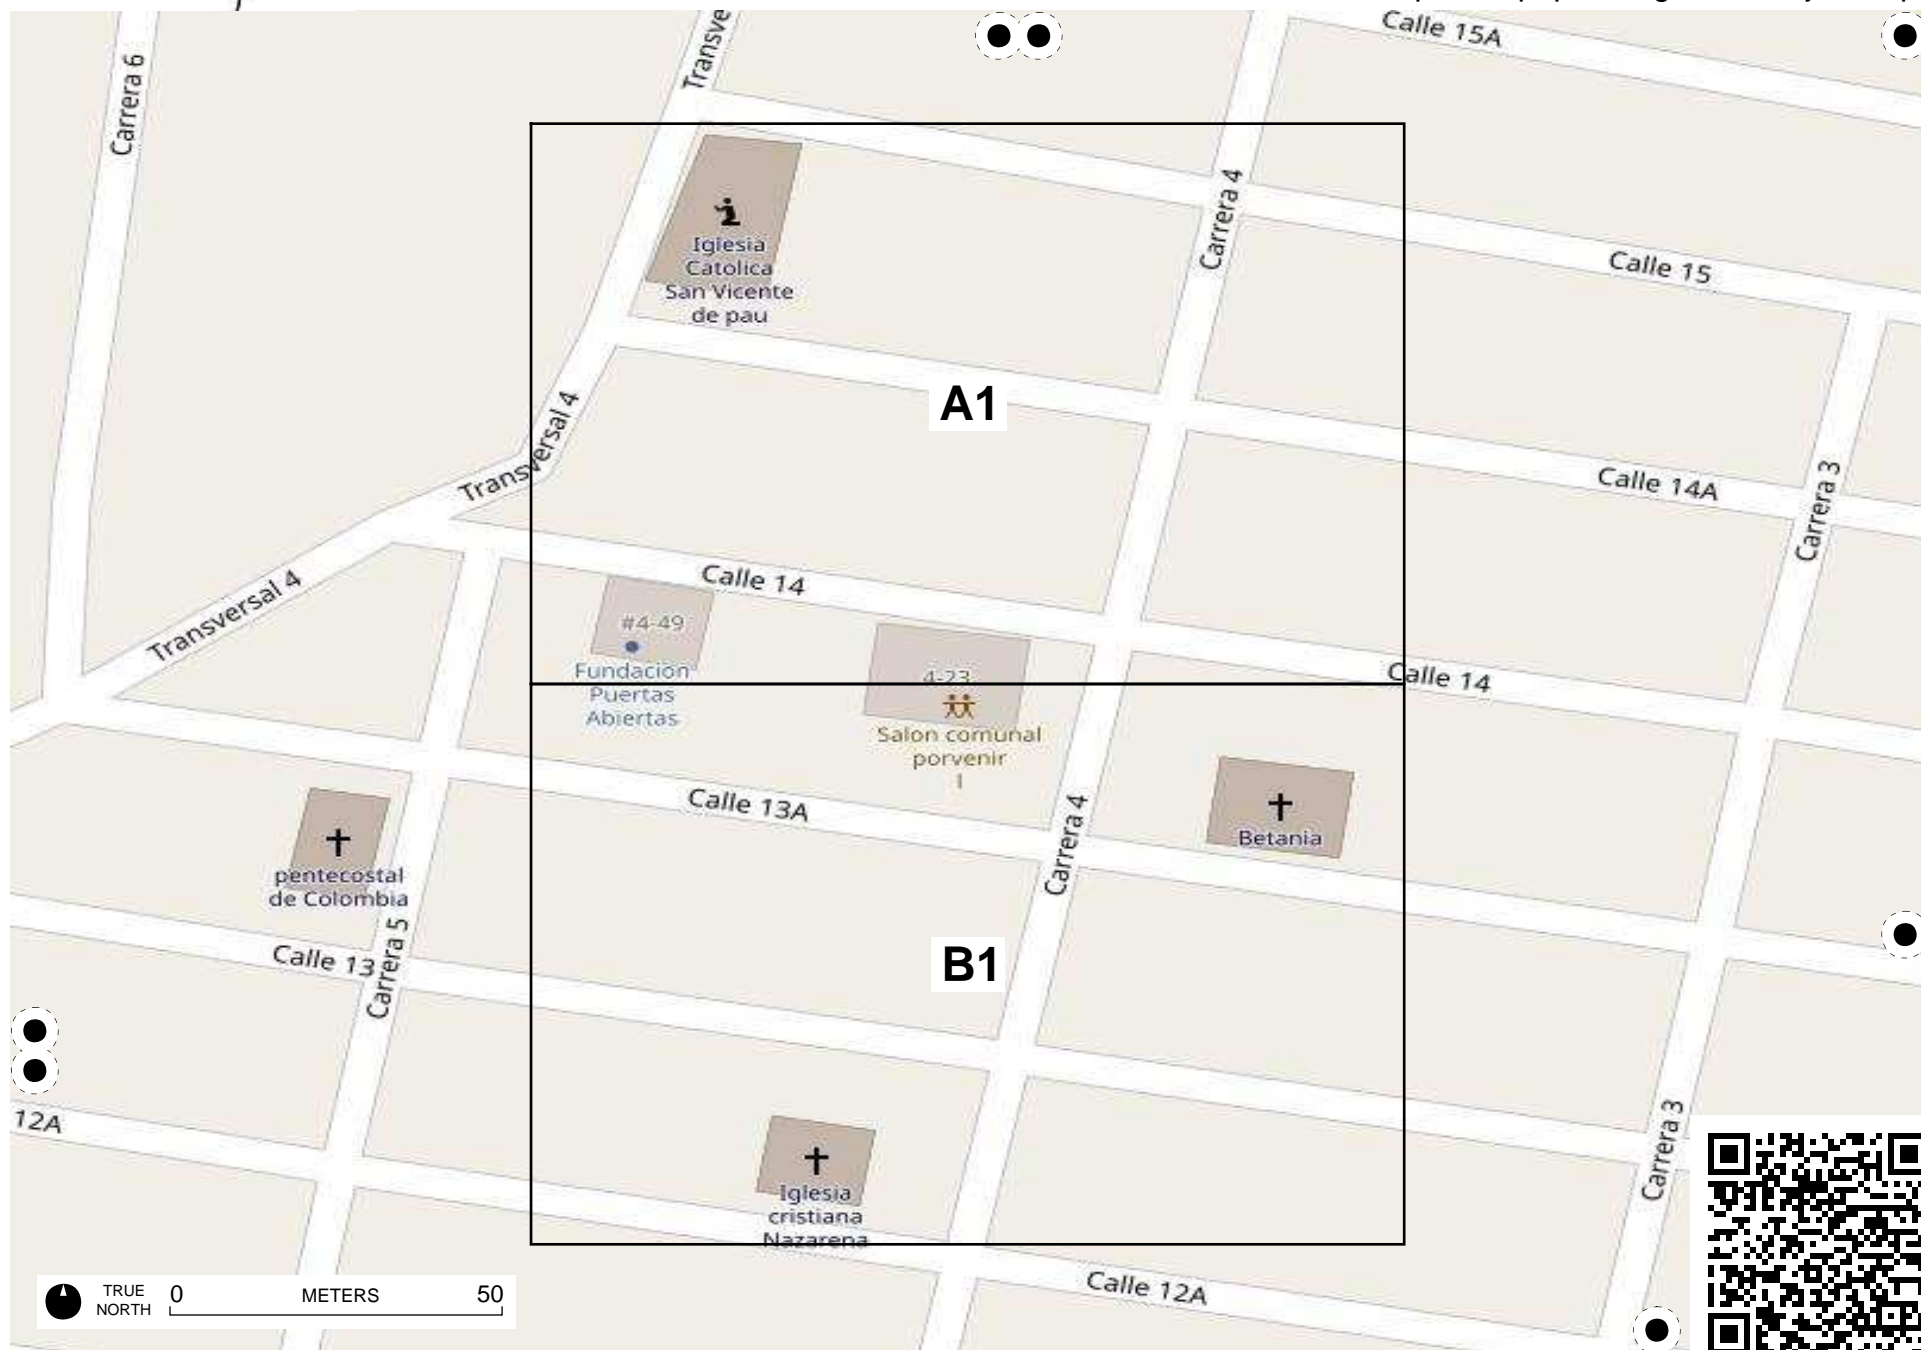 Calle 15A
Transve
Carrera 6
Carrera 4
Iglesia
Catolica
San Vicente
de pau
Calle 15
A1
Transversal 4
Calle 14A
Carrera 3
Calle 14
Transversal 4
#4-49
Fundacion
Puertas
Abiertas
4-23
Salon comunal
porvenir
I
Calle 14
Calle 13A
Carrera 4
Betania
pentecostal
de Colombia
Calle 13
Carrera 5
B1
12A
Carrera 3
Iglesia
cristiana
Nazarena
Calle 12A
TRUE
NORTH
0 METERS 50